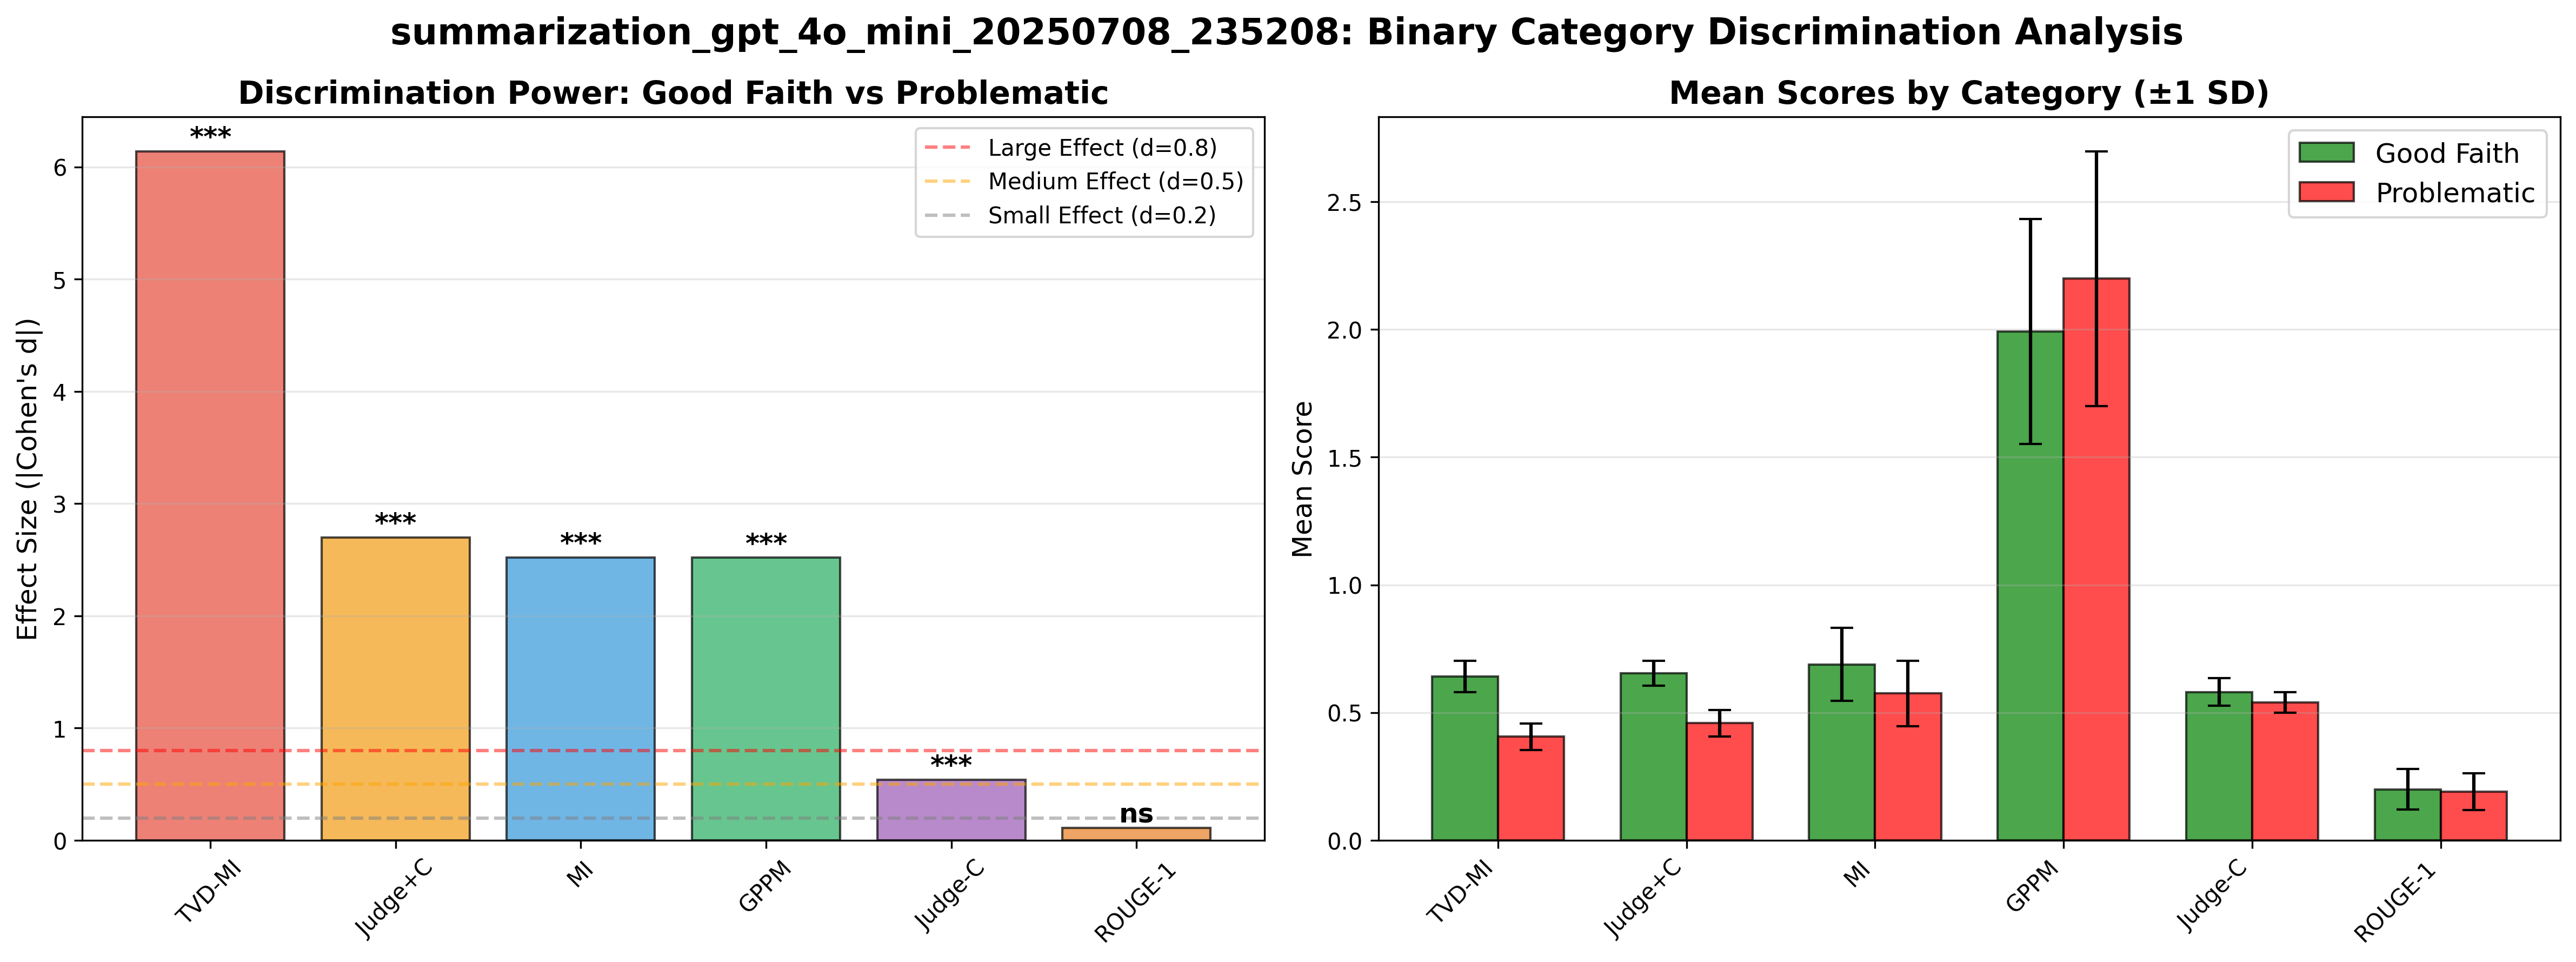 summarization_gpt_4o_mini_20250708_235208: Binary Category Discrimination Analysis
Discrimination Power: Good Faith vs Problematic
Effect Size (|Cohen's d|)
6
5
4
3
2
1
0
***
***
***
***
***
ns
Large Effect (d=0.8)
Medium Effect (d=0.5)
Small Effect (d=0.2)
TVD-MI
Judge+C
MI
GPPM
Judge-C
ROUGE-1
Mean Scores by Category (±1 SD)
Mean Score
2.5
2.0
1.5
1.0
0.5
0.0
Good Faith
Problematic
TVD-MI
Judge+C
MI
GPPM
Judge-C
ROUGE-1